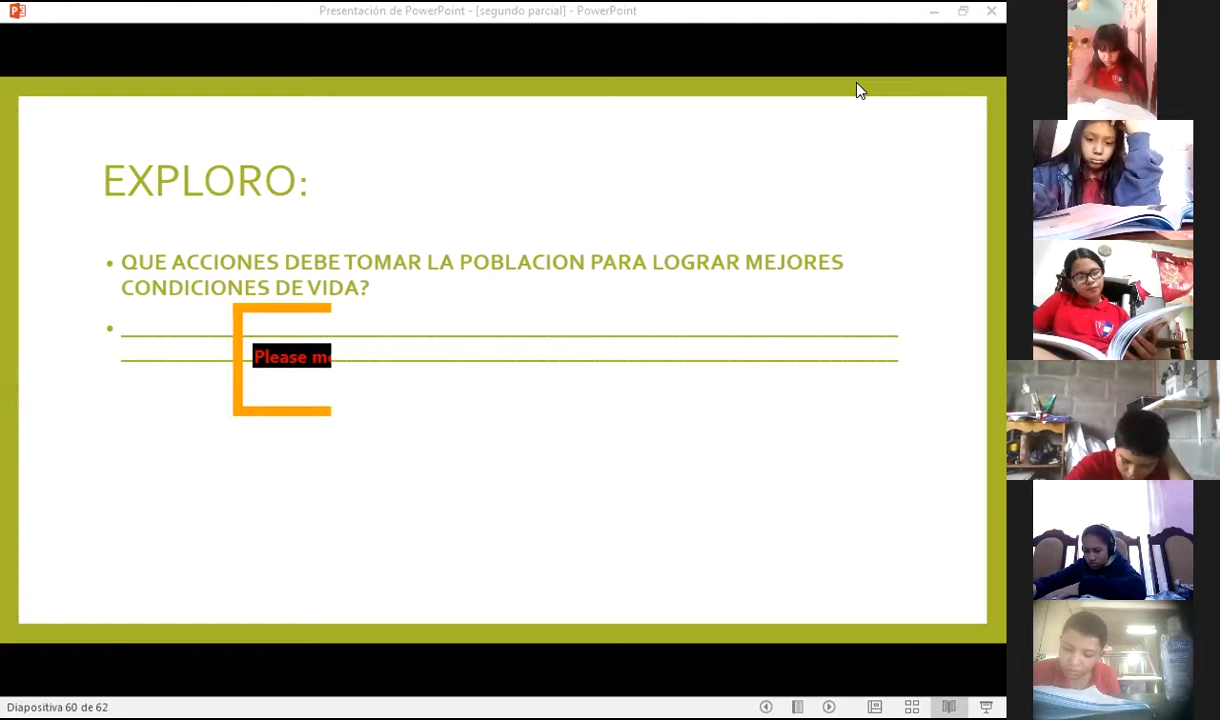 Presentación de PowerPoint - [segundo parcial] - PowerPoint
EXPLORO:
• QUE ACCIONES DEBE TOMAR LA POBLACION PARA LOGRAR MEJORES
CONDICIONES DE VIDA?
Please m
Diapositiva 60 de 62